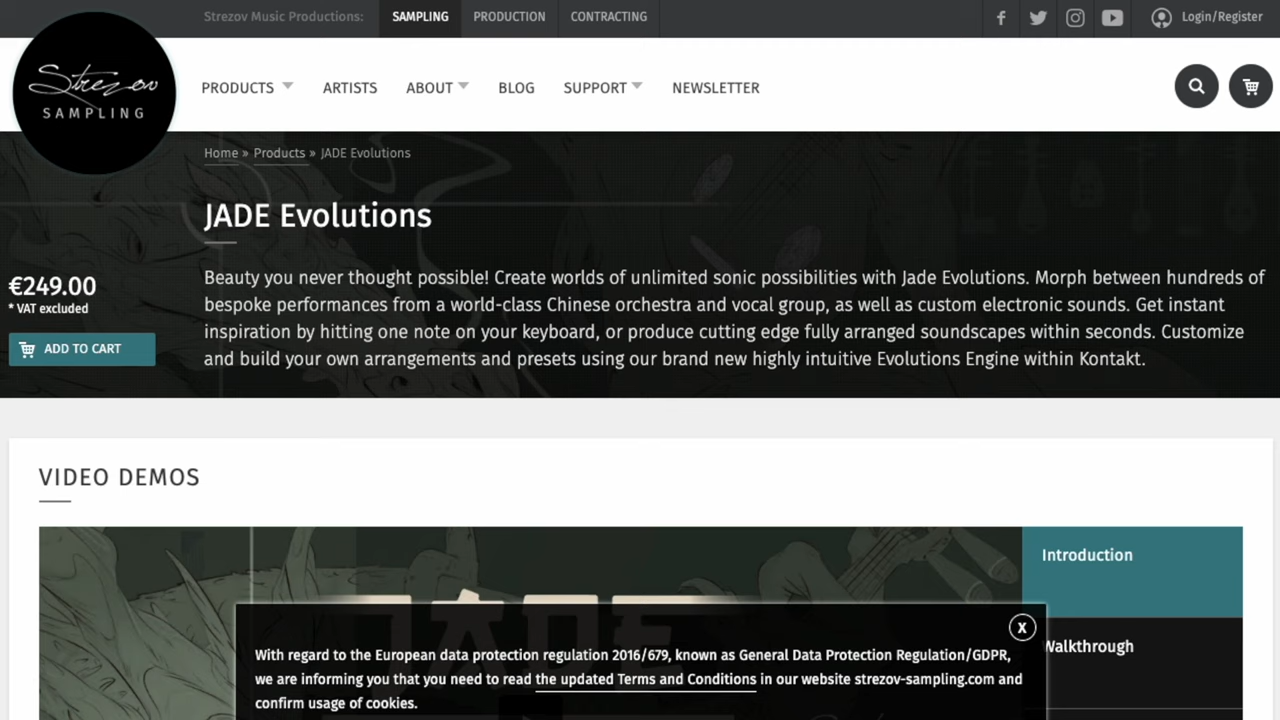 Strezov Music Productions: SAMPLING PRODUCTION CONTRACTING Login/Register
Strezov
SAMPLING
PRODUCTS ARTISTS ABOUT BLOG SUPPORT NEWSLETTER
Home » Products » JADE Evolutions
JADE Evolutions
€249.00
* VAT excluded
ADD TO CART
Beauty you never thought possible! Create worlds of unlimited sonic possibilities with Jade Evolutions. Morph between hundreds of
bespoke performances from a world-class Chinese orchestra and vocal group, as well as custom electronic sounds. Get instant
inspiration by hitting one note on your keyboard, or produce cutting edge fully arranged soundscapes within seconds. Customize
and build your own arrangements and presets using our brand new highly intuitive Evolutions Engine within Kontakt.
VIDEO DEMOS
Introduction
Walkthrough
JADE
X
With regard to the European data protection regulation 2016/679, known as General Data Protection Regulation/GDPR,
we are informing you that you need to read the updated Terms and Conditions in our website strezov-sampling.com and
confirm usage of cookies.